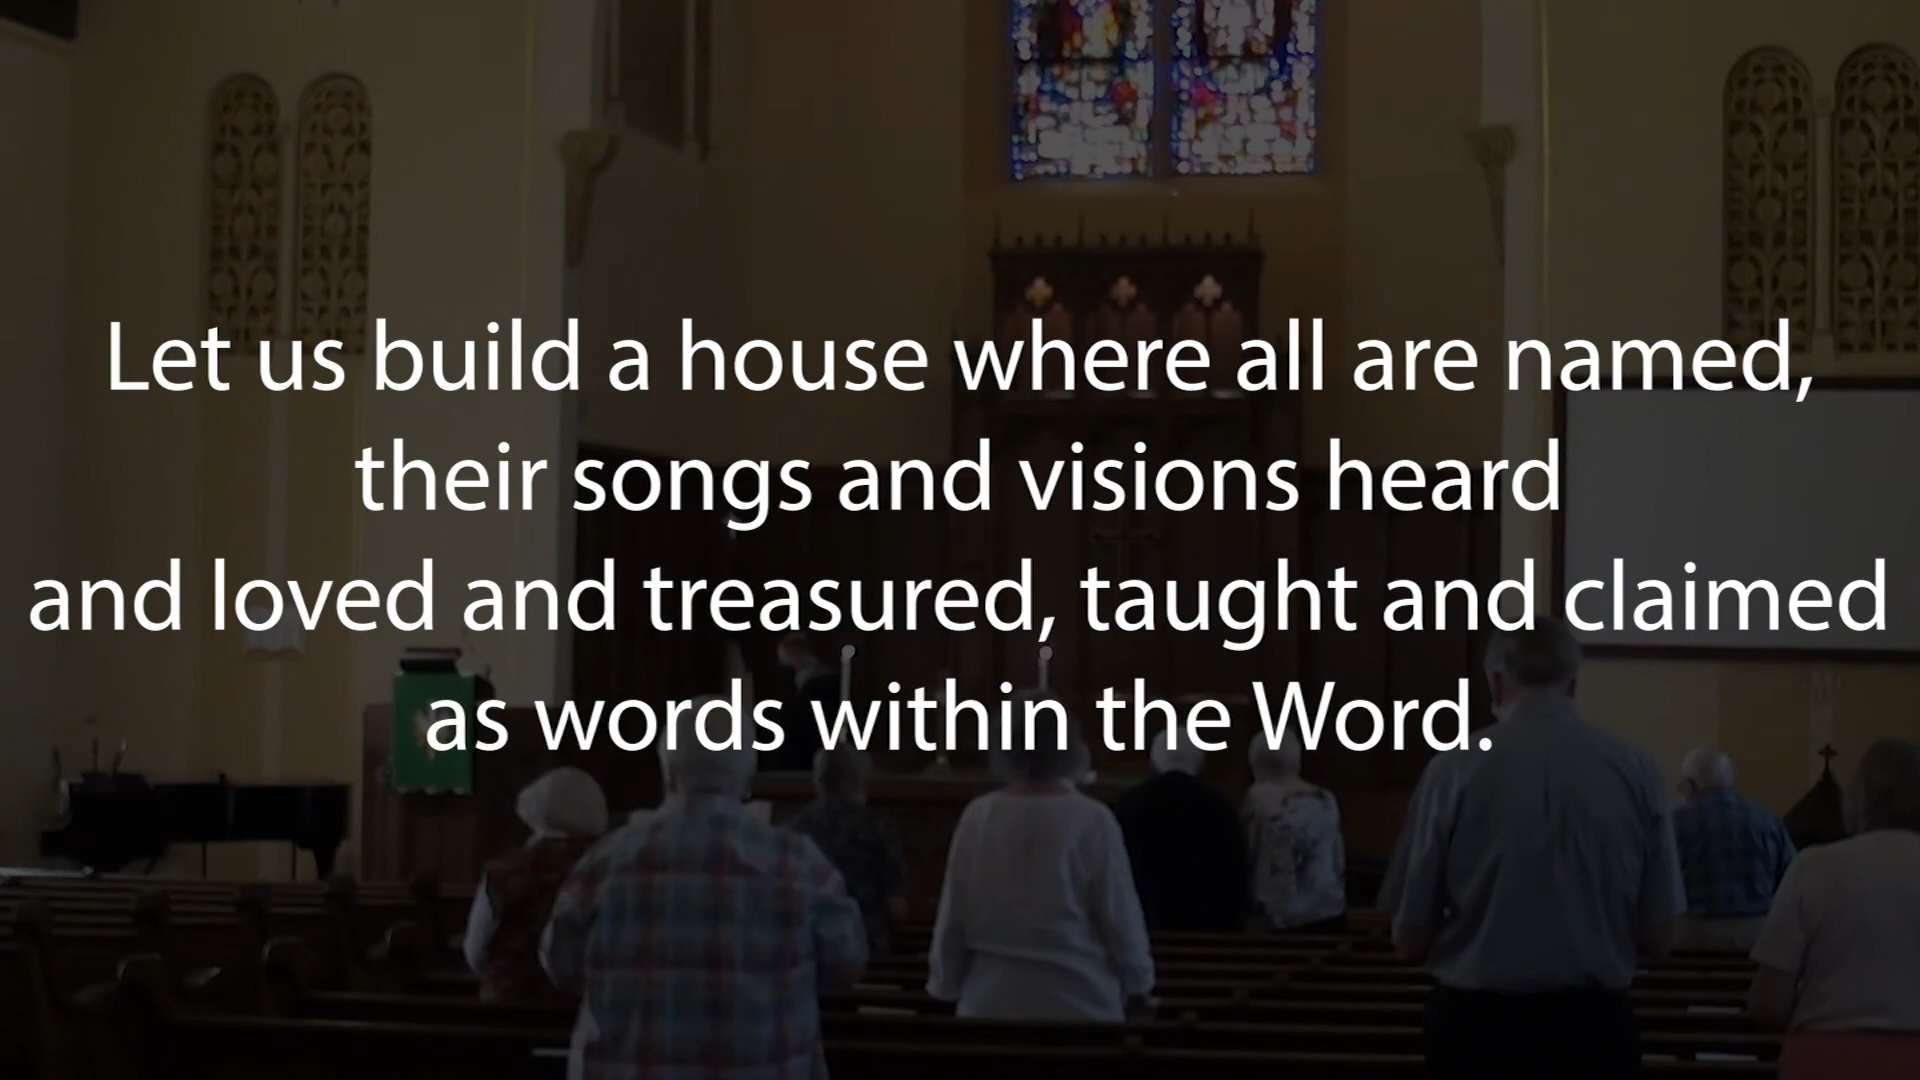 Let us build a house where all are named,
their songs and visions heard
and loved and treasured, taught and claimed
as words within the Word.